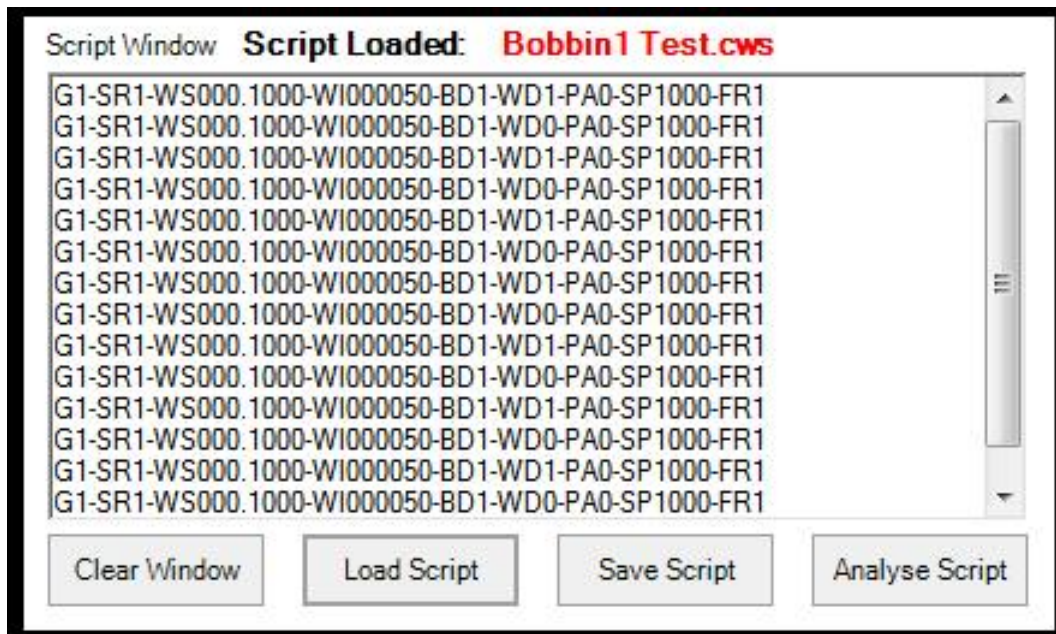 Script Window Script Loaded: Bobbin1 Test.cws
G1-SR1-WS000.1000-WI000050-BD1-WD1-PA0-SP1000-FR1
G1-SR1-WS000.1000-WI000050-BD1-WD0-PA0-SP1000-FR1
G1-SR1-WS000.1000-WI000050-BD1-WD1-PA0-SP1000-FR1
G1-SR1-WS000.1000-WI000050-BD1-WD0-PA0-SP1000-FR1
G1-SR1-WS000.1000-WI000050-BD1-WD1-PA0-SP1000-FR1
G1-SR1-WS000.1000-WI000050-BD1-WD0-PA0-SP1000-FR1
G1-SR1-WS000.1000-WI000050-BD1-WD1-PA0-SP1000-FR1
G1-SR1-WS000.1000-WI000050-BD1-WD0-PA0-SP1000-FR1
G1-SR1-WS000.1000-WI000050-BD1-WD1-PA0-SP1000-FR1
G1-SR1-WS000.1000-WI000050-BD1-WD0-PA0-SP1000-FR1
G1-SR1-WS000.1000-WI000050-BD1-WD1-PA0-SP1000-FR1
G1-SR1-WS000.1000-WI000050-BD1-WD0-PA0-SP1000-FR1
G1-SR1-WS000.1000-WI000050-BD1-WD1-PA0-SP1000-FR1
G1-SR1-WS000.1000-WI000050-BD1-WD0-PA0-SP1000-FR1
Clear Window Load Script Save Script Analyse Script